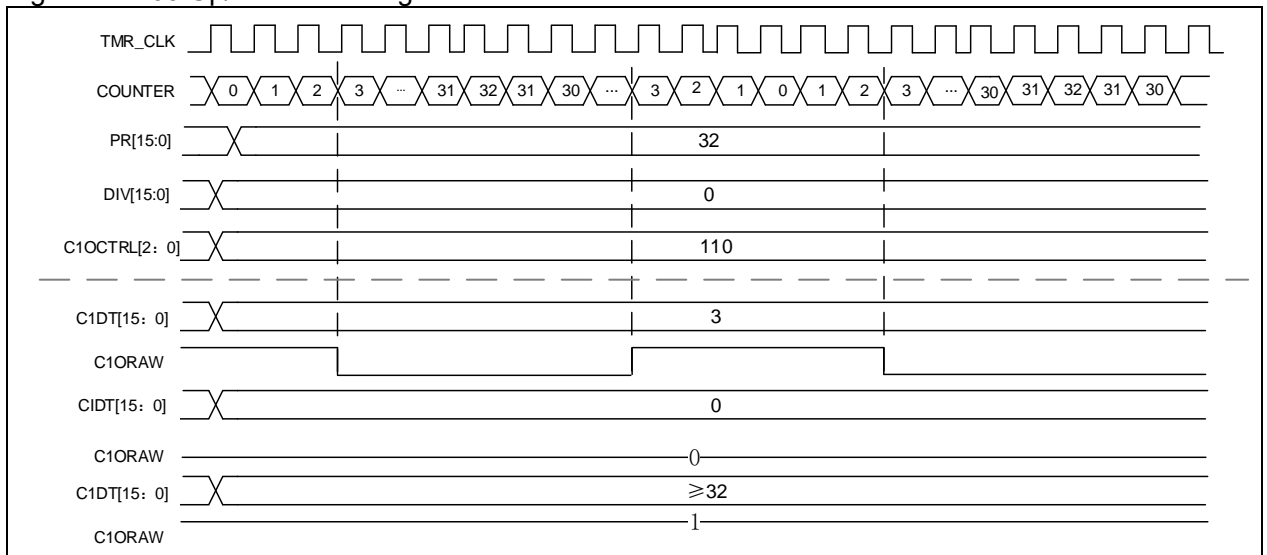 TMR_CLK
COUNTER 0 1 2 3 ... 31 32 31 30 ... 3 2 1 0 1 2 3 ... 30 31 32 31 30
PR[15:0] 32
DIV[15:0] 0
C1OCTRL[2：0] 110
C1DT[15：0] 3
C1ORAW
CIDT[15：0] 0
C1ORAW 0
C1DT[15：0] ≥32
C1ORAW 1